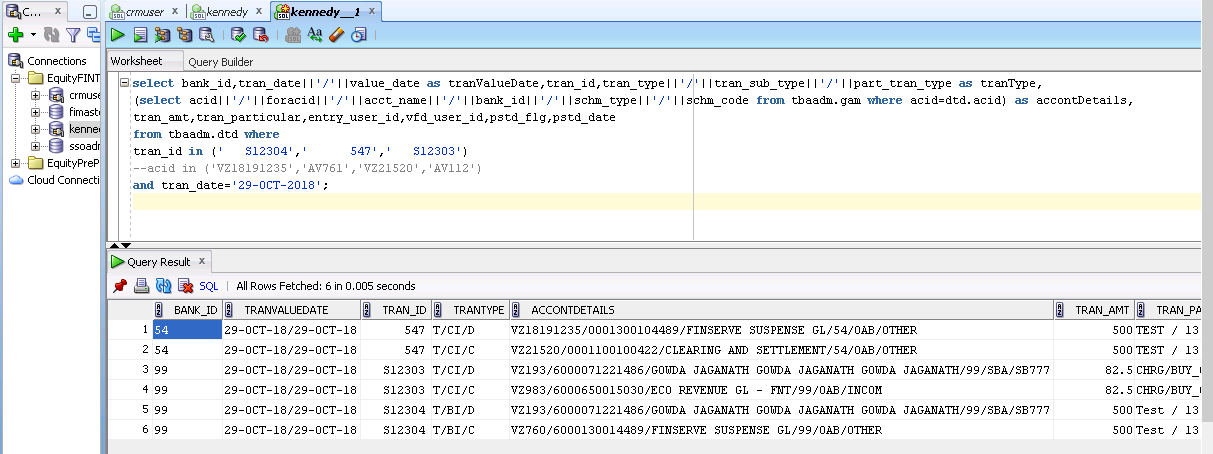 C... x
crmuser x kennedy x kennedy__1 x
Connections
EquityFINT
crmuse
fimaste
kenned
ssoadm
EquityPreP
Cloud Connecti
Worksheet Query Builder
select bank_id,tran_date||'/'||value_date as tranValueDate,tran_id,tran_type||'/'||tran_sub_type||'/'||part_tran_type as tranType,
(select acid||'/'||foracid||'/'||acct_name||'/'||bank_id||'/'||schm_type||'/'||schm_code from tbaadm.gam where acid=dtd.acid) as accontDetails,
tran_amt,tran_particular,entry_user_id,vfd_user_id,pstd_flg,pstd_date
from tbaadm.dtd where
tran_id in ('   S12304','      547','   S12303')
--acid in ('VZ18191235','AV761','VZ21520','AV112')
and tran_date='29-OCT-2018';
Query Result x
SQL | All Rows Fetched: 6 in 0.005 seconds
BANK_ID TRANVALUEDATE TRAN_ID TRANTYPE ACCONTDETAILS TRAN_AMT TRAN_PA
1 54 29-OCT-18/29-OCT-18 547 T/CI/D VZ18191235/0001300104489/FINSERVE SUSPENSE GL/54/OAB/OTHER 500 TEST / 13
2 54 29-OCT-18/29-OCT-18 547 T/CI/C VZ21520/0001100100422/CLEARING AND SETTLEMENT/54/OAB/OTHER 500 TEST / 13
3 99 29-OCT-18/29-OCT-18 S12303 T/CI/D VZ193/6000071221486/GOWDA JAGANATH GOWDA JAGANATH GOWDA JAGANATH/99/SBA/SB777 82.5 CHRG/BUY_
4 99 29-OCT-18/29-OCT-18 S12303 T/CI/C VZ983/6000650015030/ECO REVENUE GL - FNT/99/OAB/INCOM 82.5 CHRG/BUY_
5 99 29-OCT-18/29-OCT-18 S12304 T/BI/D VZ193/6000071221486/GOWDA JAGANATH GOWDA JAGANATH GOWDA JAGANATH/99/SBA/SB777 500 Test / 13
6 99 29-OCT-18/29-OCT-18 S12304 T/BI/C VZ760/6000130014489/FINSERVE SUSPENSE GL/99/OAB/OTHER 500 Test / 13